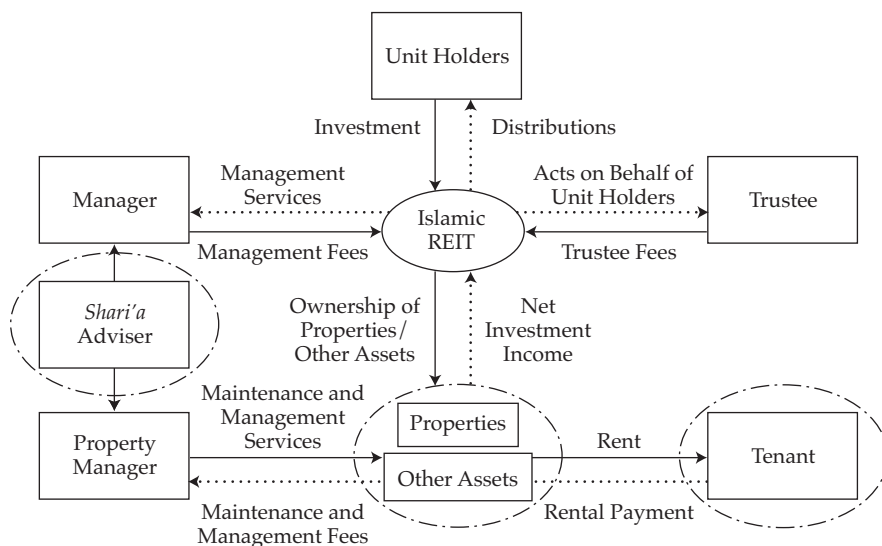 Unit Holders
Investment
Distributions
Management
Services
Acts on Behalf of
Unit Holders
Manager
Islamic
REIT
Trustee
Management Fees
Trustee Fees
Shari'a
Adviser
Ownership of
Properties/
Other Assets
Net
Investment
Income
Maintenance and
Management
Services
Properties
Property
Manager
Rent
Tenant
Other Assets
Maintenance and
Management Fees
Rental Payment